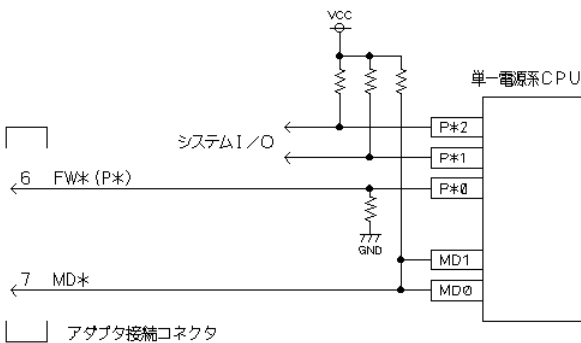 VCC
単一電源系CPU
システムI/O
P*2
P*1
6 FW*(P*)
P*0
GND
MD1
7 MD*
MD0
アダプタ接続コネクタ